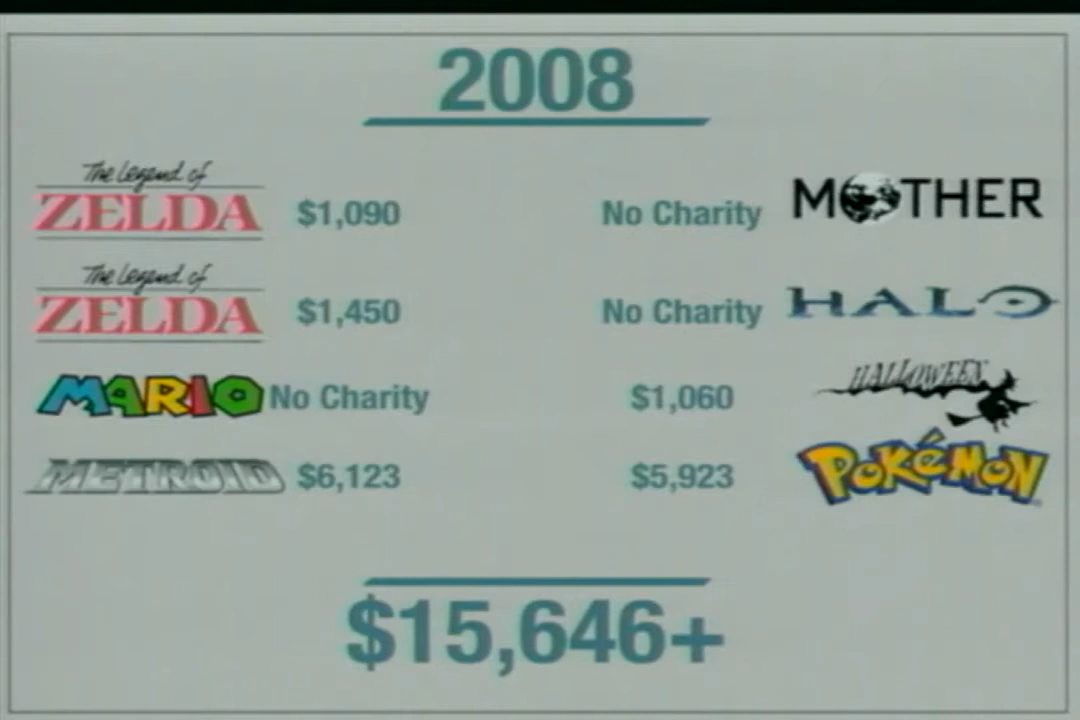 2008
The Legend of
ZELDA $1,090 No Charity MOTHER
The Legend of
ZELDA $1,450 No Charity HALO
MARIO No Charity $1,060 HALLOWEEN
METROID $6,123 $5,923 POKéMON
$15,646+